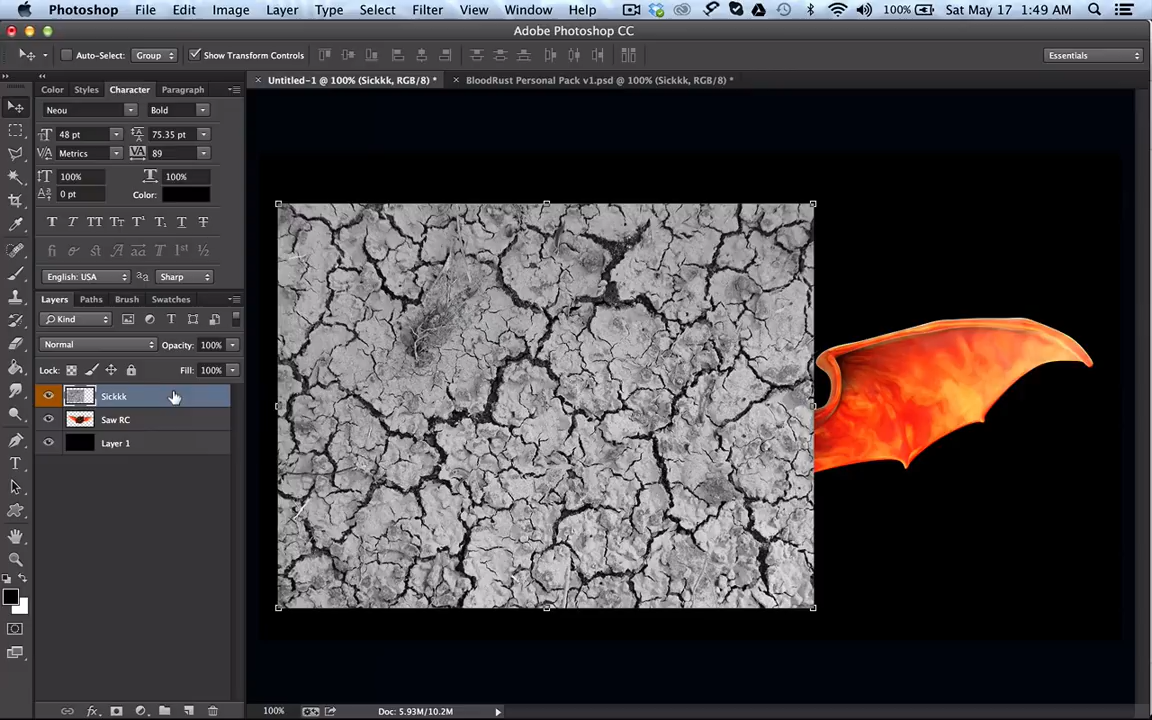 Photoshop File Edit Image Layer Type Select Filter View Window Help 100% Sat May 17 1:49 AM
Adobe Photoshop CC
Auto-Select: Group Show Transform Controls Essentials
Untitled-1 @ 100% (Sickkk, RGB/8) * BloodRust Personal Pack v1.psd @ 100% (Sickkk, RGB/8) *
Color Styles Character Paragraph
Neou Bold
48 pt 75.35 pt
Metrics 89
100% 100%
0 pt Color:
English: USA Sharp
Layers Paths Brush Swatches
Kind
Normal Opacity: 100%
Lock: Fill: 100%
Sickkk
Saw RC
Layer 1
100% Doc: 5.93M/10.2M